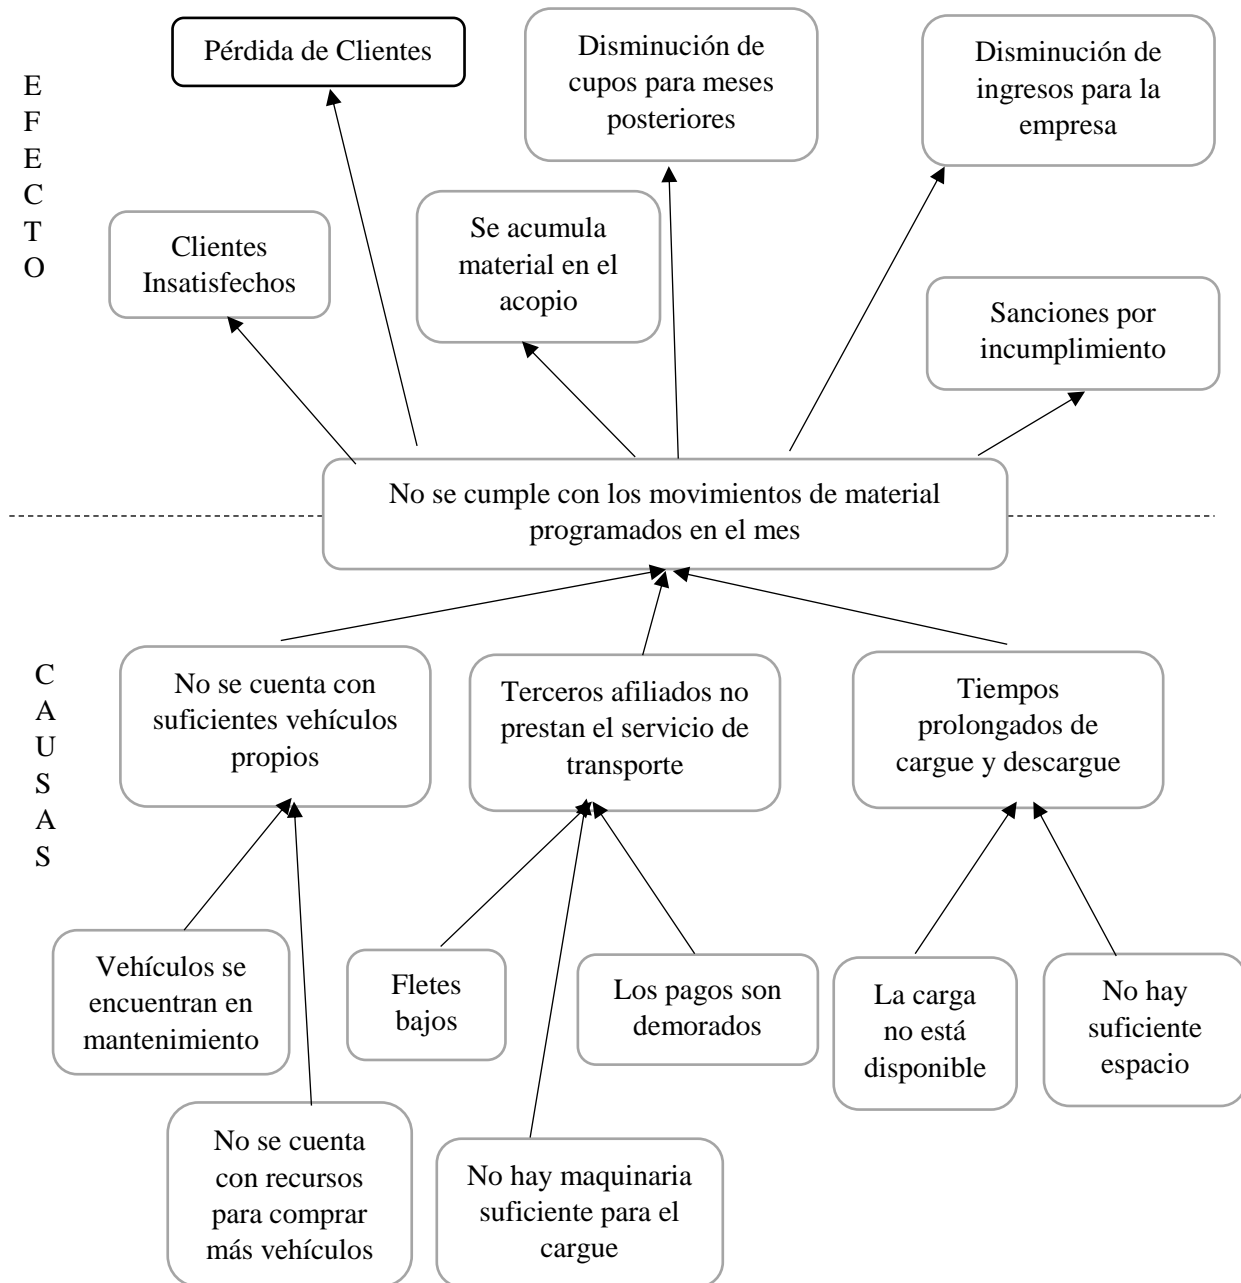 E
F
E
C
T
O
Pérdida de Clientes
Disminución de
cupos para meses
posteriores
Disminución de
ingresos para la
empresa
Clientes
Insatisfechos
Se acumula
material en el
acopio
Sanciones por
incumplimiento
No se cumple con los movimientos de material
programados en el mes
C
A
U
S
A
S
No se cuenta con
suficientes vehículos
propios
Terceros afiliados no
prestan el servicio de
transporte
Tiempos
prolongados de
cargue y descargue
Vehículos se
encuentran en
mantenimiento
Fletes
bajos
Los pagos son
demorados
La carga
no está
disponible
No hay
suficiente
espacio
No se cuenta
con recursos
para comprar
más vehículos
No hay maquinaria
suficiente para el
cargue